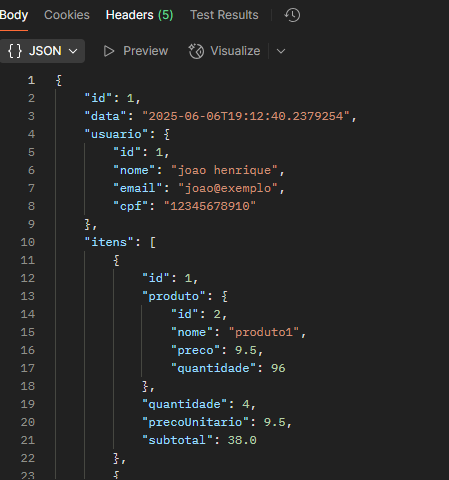 Body Cookies Headers (5) Test Results
{} JSON Preview Visualize
1 {
2 "id": 1,
3 "data": "2025-06-06T19:12:40.2379254",
4 "usuario": {
5 "id": 1,
6 "nome": "joao henrique",
7 "email": "joao@exemplo",
8 "cpf": "12345678910"
9 },
10 "itens": [
11 {
12 "id": 1,
13 "produto": {
14 "id": 2,
15 "nome": "produto1",
16 "preco": 9.5,
17 "quantidade": 96
18 },
19 "quantidade": 4,
20 "precoUnitario": 9.5,
21 "subtotal": 38.0
22 },
23 {